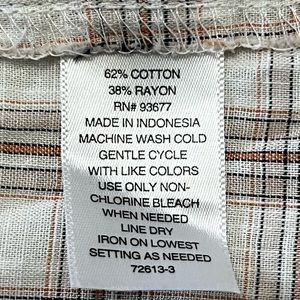 62% COTTON
38% RAYON
RN# 93677
MADE IN INDONESIA
MACHINE WASH COLD
GENTLE CYCLE
WITH LIKE COLORS
USE ONLY NON-
CHLORINE BLEACH
WHEN NEEDED
LINE DRY
IRON ON LOWEST
SETTING AS NEEDED
72613-3